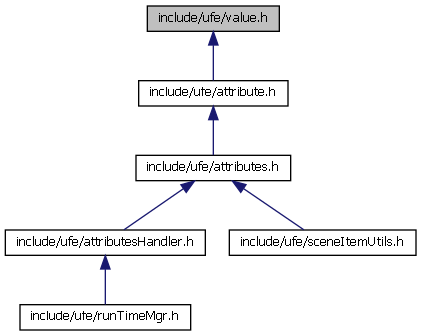 include/ufe/value.h
include/ufe/attribute.h
include/ufe/attributes.h
include/ufe/attributesHandler.h
include/ufe/sceneItemUtils.h
include/ufe/runTimeMgr.h